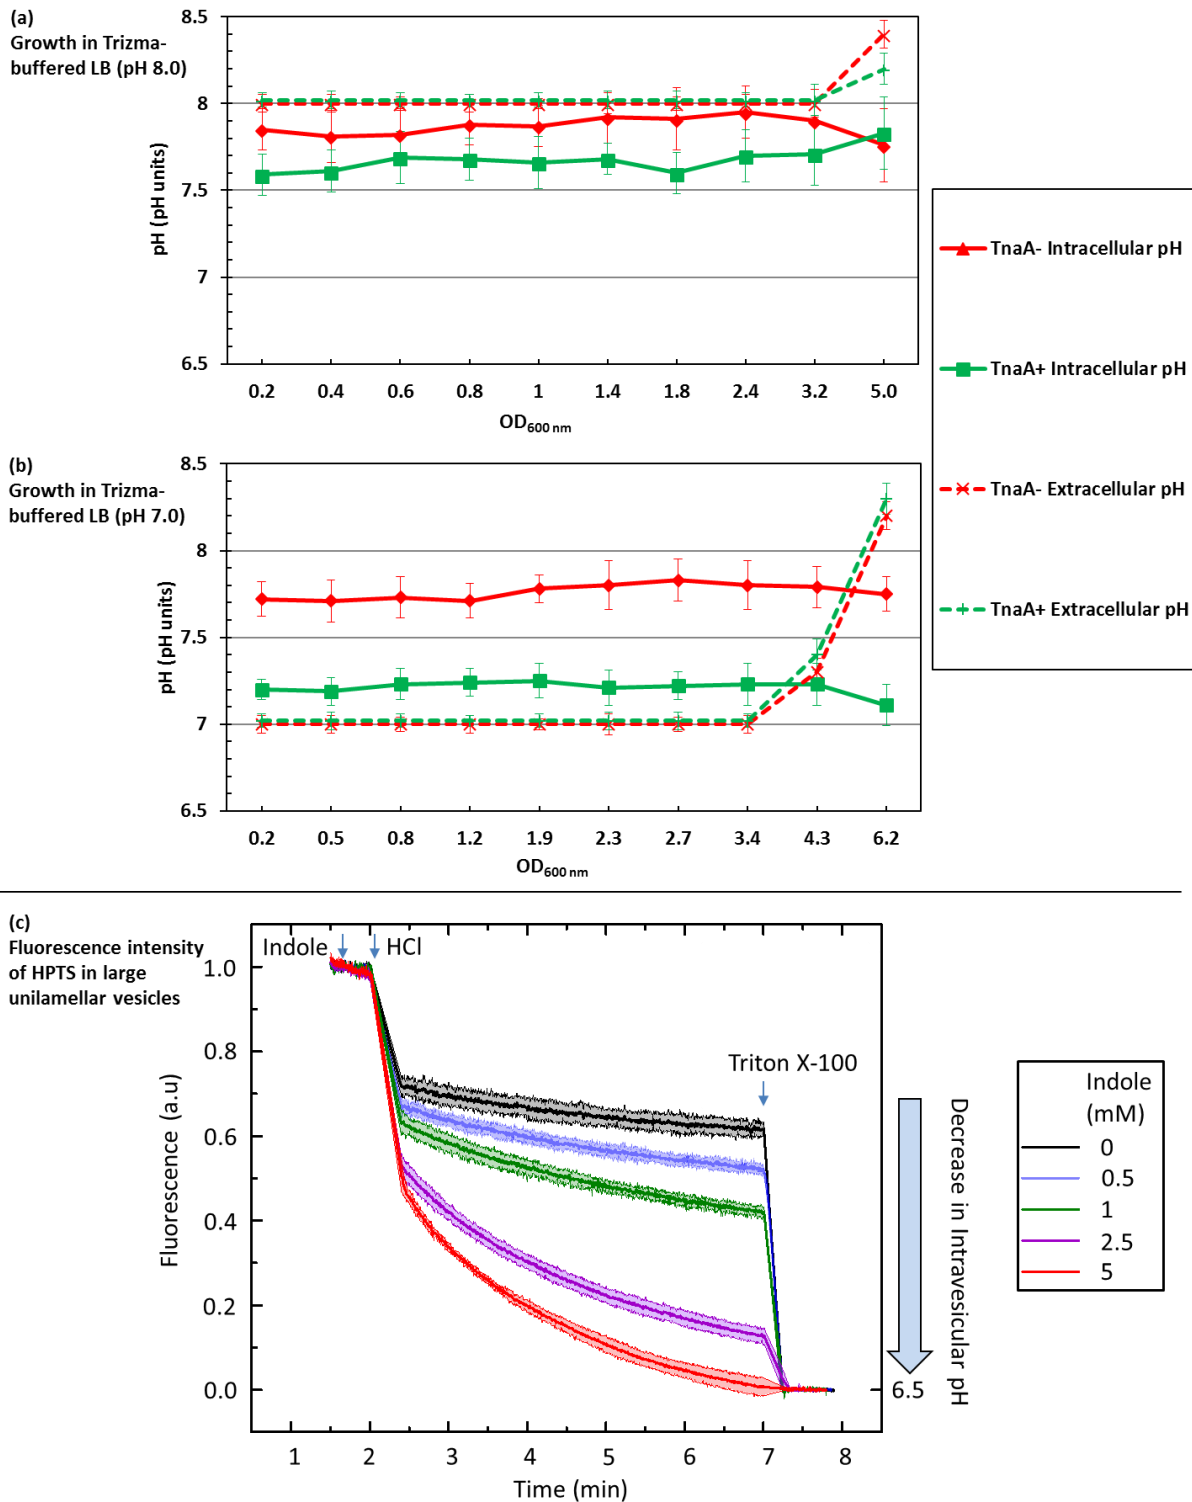 (a)
Growth in Trizma-
buffered LB (pH 8.0)
pH (pH units)
8.5
8
7.5
7
6.5
0.2 0.4 0.6 0.8 1 1.4 1.8 2.4 3.2 5.0
OD600 nm
TnaA- Intracellular pH
TnaA+ Intracellular pH
TnaA- Extracellular pH
TnaA+ Extracellular pH
(b)
Growth in Trizma-
buffered LB (pH 7.0)
pH (pH units)
8.5
8
7.5
7
6.5
0.2 0.5 0.8 1.2 1.9 2.3 2.7 3.4 4.3 6.2
OD600 nm
(c)
Fluorescence intensity
of HPTS in large
unilamellar vesicles
Indole
HCl
Triton X-100
Fluorescence (a.u)
1.0
0.8
0.6
0.4
0.2
0.0
1 2 3 4 5 6 7 8
Time (min)
6.5
Decrease in Intravesicular pH
Indole
(mM)
0
0.5
1
2.5
5